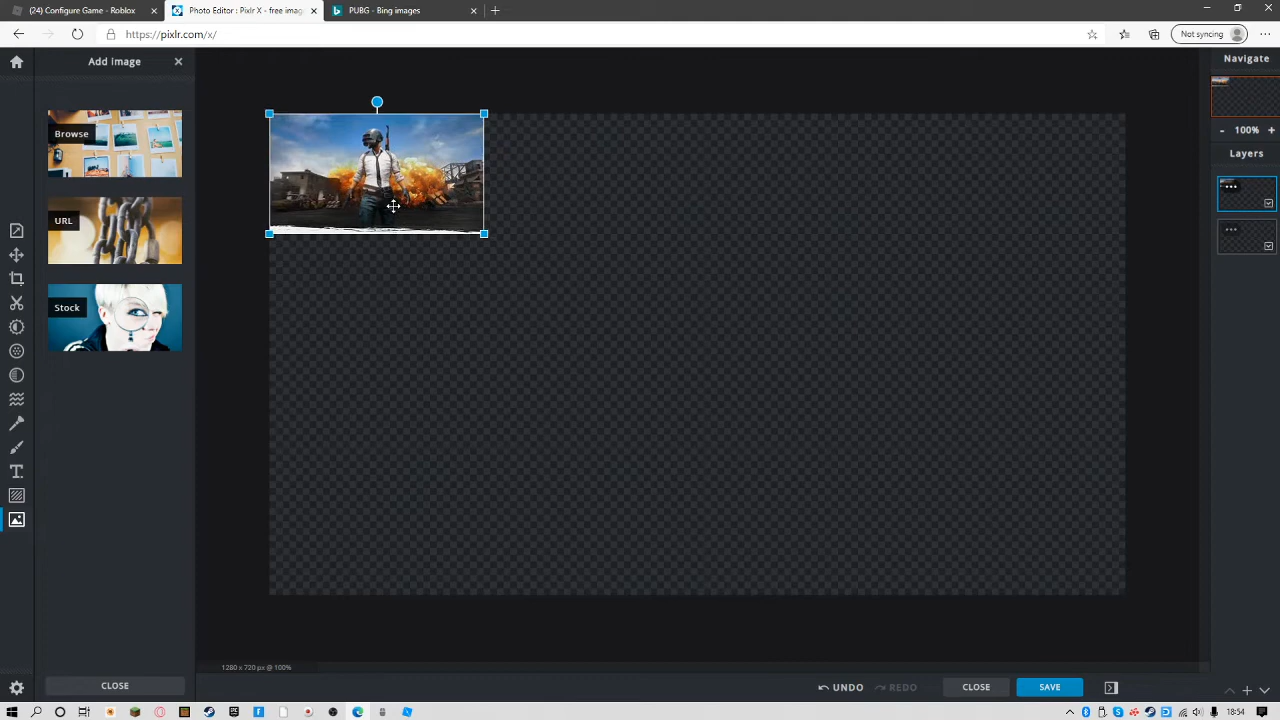 (24) Configure Game - Roblox
Photo Editor : Pixlr X - free imag
PUBG - Bing images
https://pixlr.com/x/
Not syncing
Add image
Navigate
Browse
100%
Layers
URL
Stock
1280 x 720 px @ 100%
CLOSE
UNDO
REDO
CLOSE
SAVE
18:54